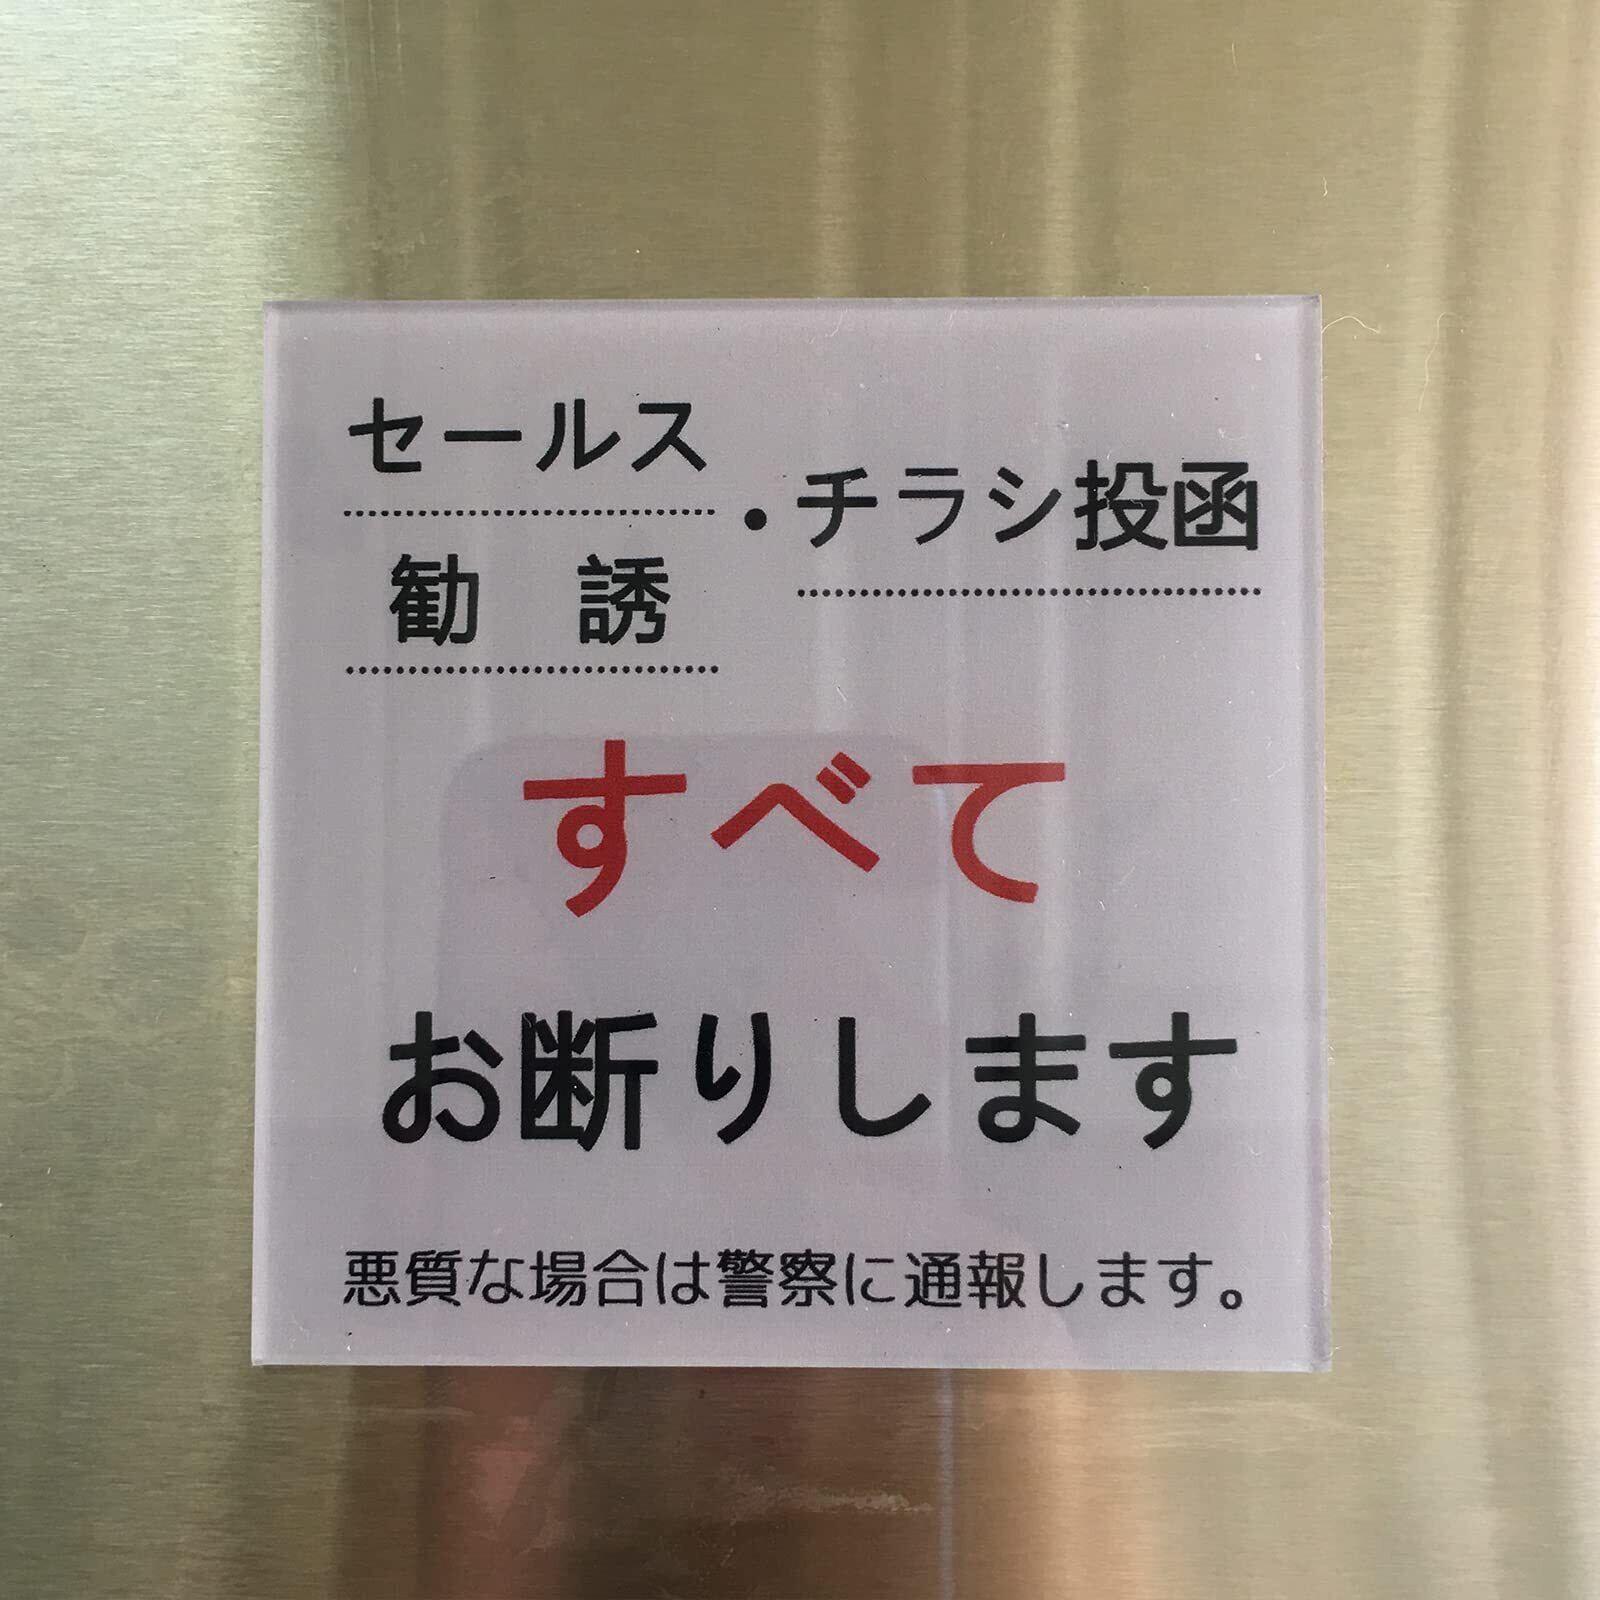 セールス
勧 誘
・チラシ投函
すべて
お断りします
悪質な場合は警察に通報します。